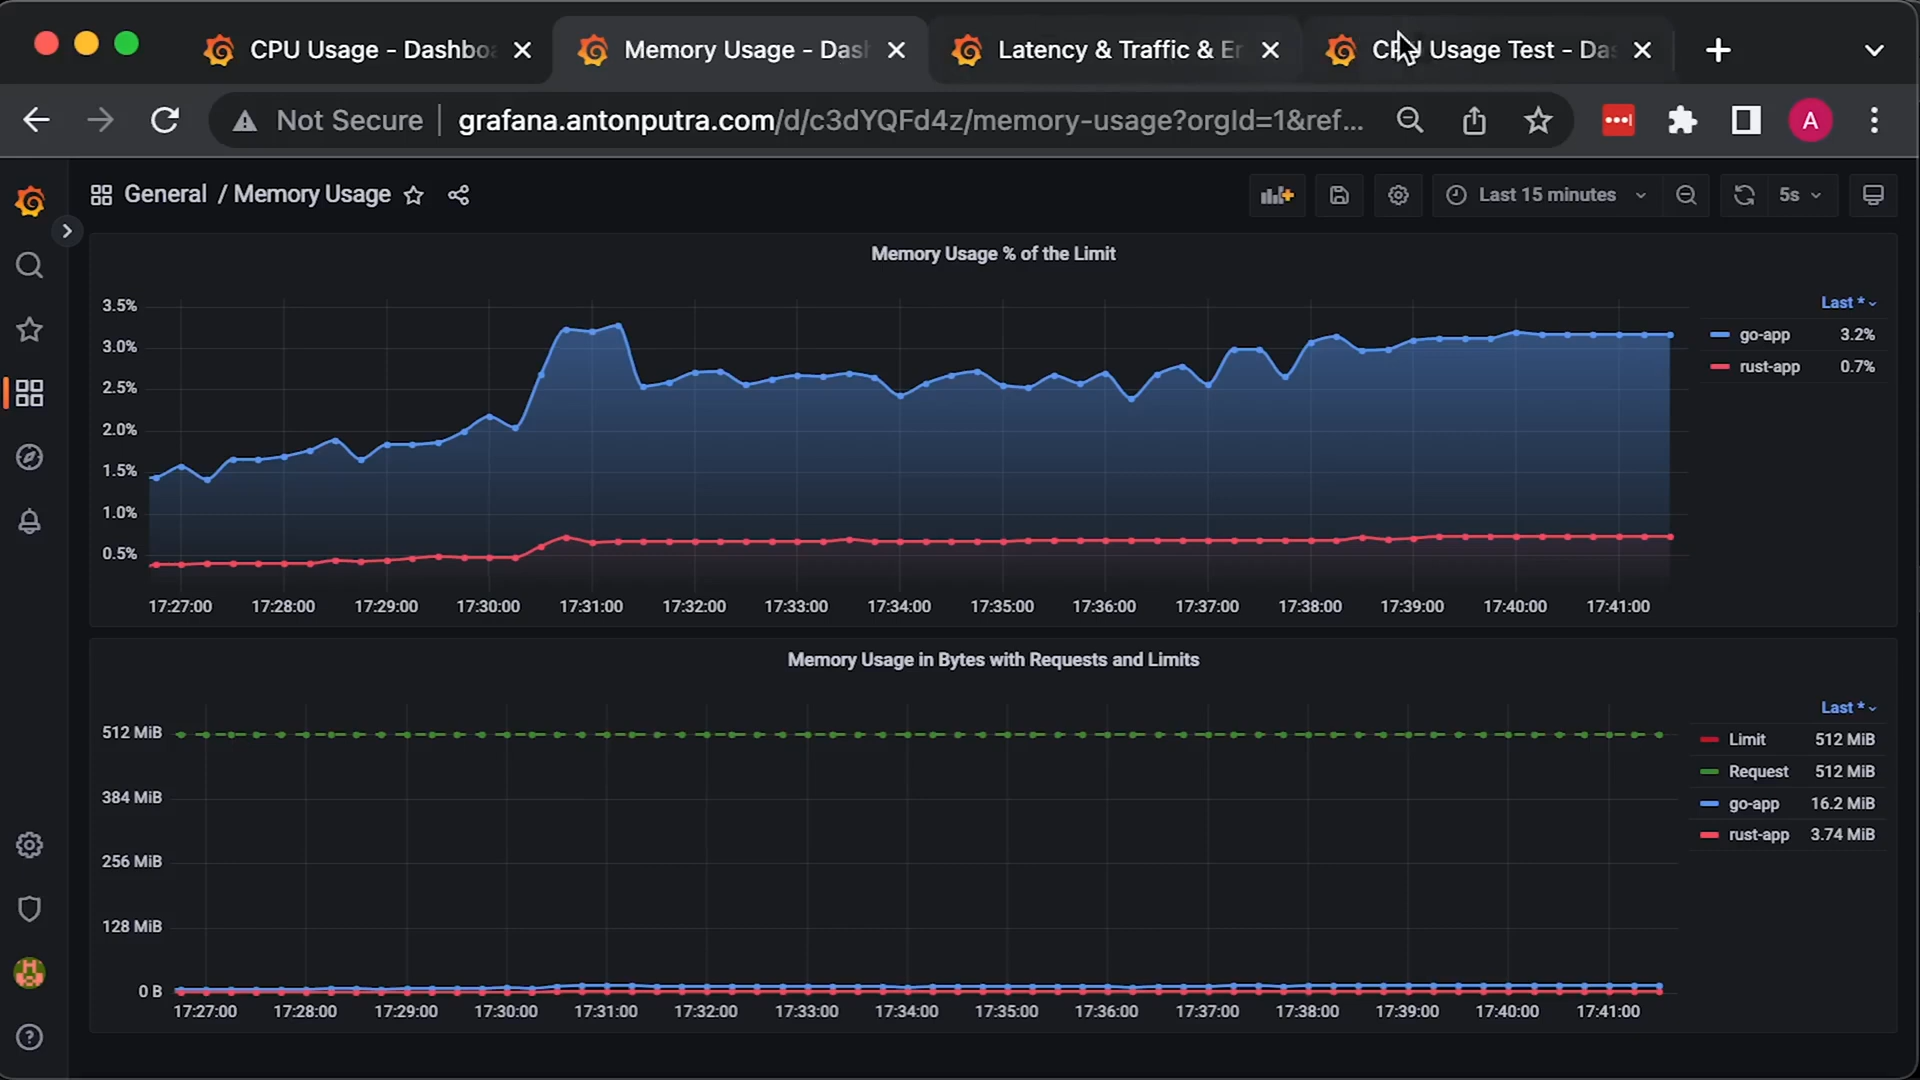 CPU Usage - Dashbo
Memory Usage - Das
Latency & Traffic & Er
CPU Usage Test - Da
Not Secure
grafana.antonputra.com/d/c3dYQFd4z/memory-usage?orgId=1&ref...
A
General / Memory Usage
Last 15 minutes
5s
Memory Usage % of the Limit
3.5%
3.0%
2.5%
2.0%
1.5%
1.0%
0.5%
17:27:00 17:28:00 17:29:00 17:30:00 17:31:00 17:32:00 17:33:00 17:34:00 17:35:00 17:36:00 17:37:00 17:38:00 17:39:00 17:40:00 17:41:00
Last *
go-app 3.2%
rust-app 0.7%
Memory Usage in Bytes with Requests and Limits
512 MiB
384 MiB
256 MiB
128 MiB
0 B
17:27:00 17:28:00 17:29:00 17:30:00 17:31:00 17:32:00 17:33:00 17:34:00 17:35:00 17:36:00 17:37:00 17:38:00 17:39:00 17:40:00 17:41:00
Last *
Limit 512 MiB
Request 512 MiB
go-app 16.2 MiB
rust-app 3.74 MiB